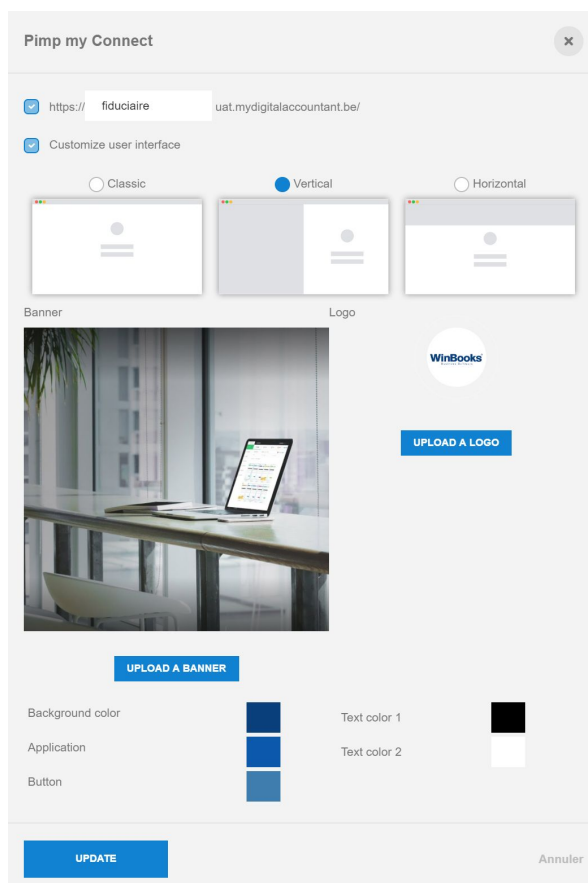 Pimp my Connect
https:// fiduciaire uat.mydigitalaccountant.be/
Customize user interface
Classic Vertical Horizontal
Banner Logo
WinBooks
UPLOAD A LOGO
UPLOAD A BANNER
Background color Text color 1
Application Text color 2
Button
UPDATE Annuler